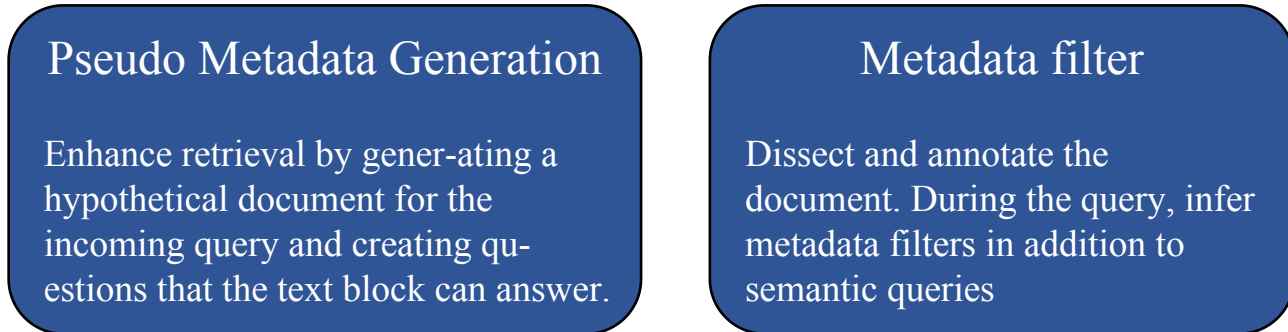 Pseudo Metadata Generation
Enhance retrieval by gener-ating a
hypothetical document for the
incoming query and creating qu-
estions that the text block can answer.
Metadata filter
Dissect and annotate the
document. During the query, infer
metadata filters in addition to
semantic queries